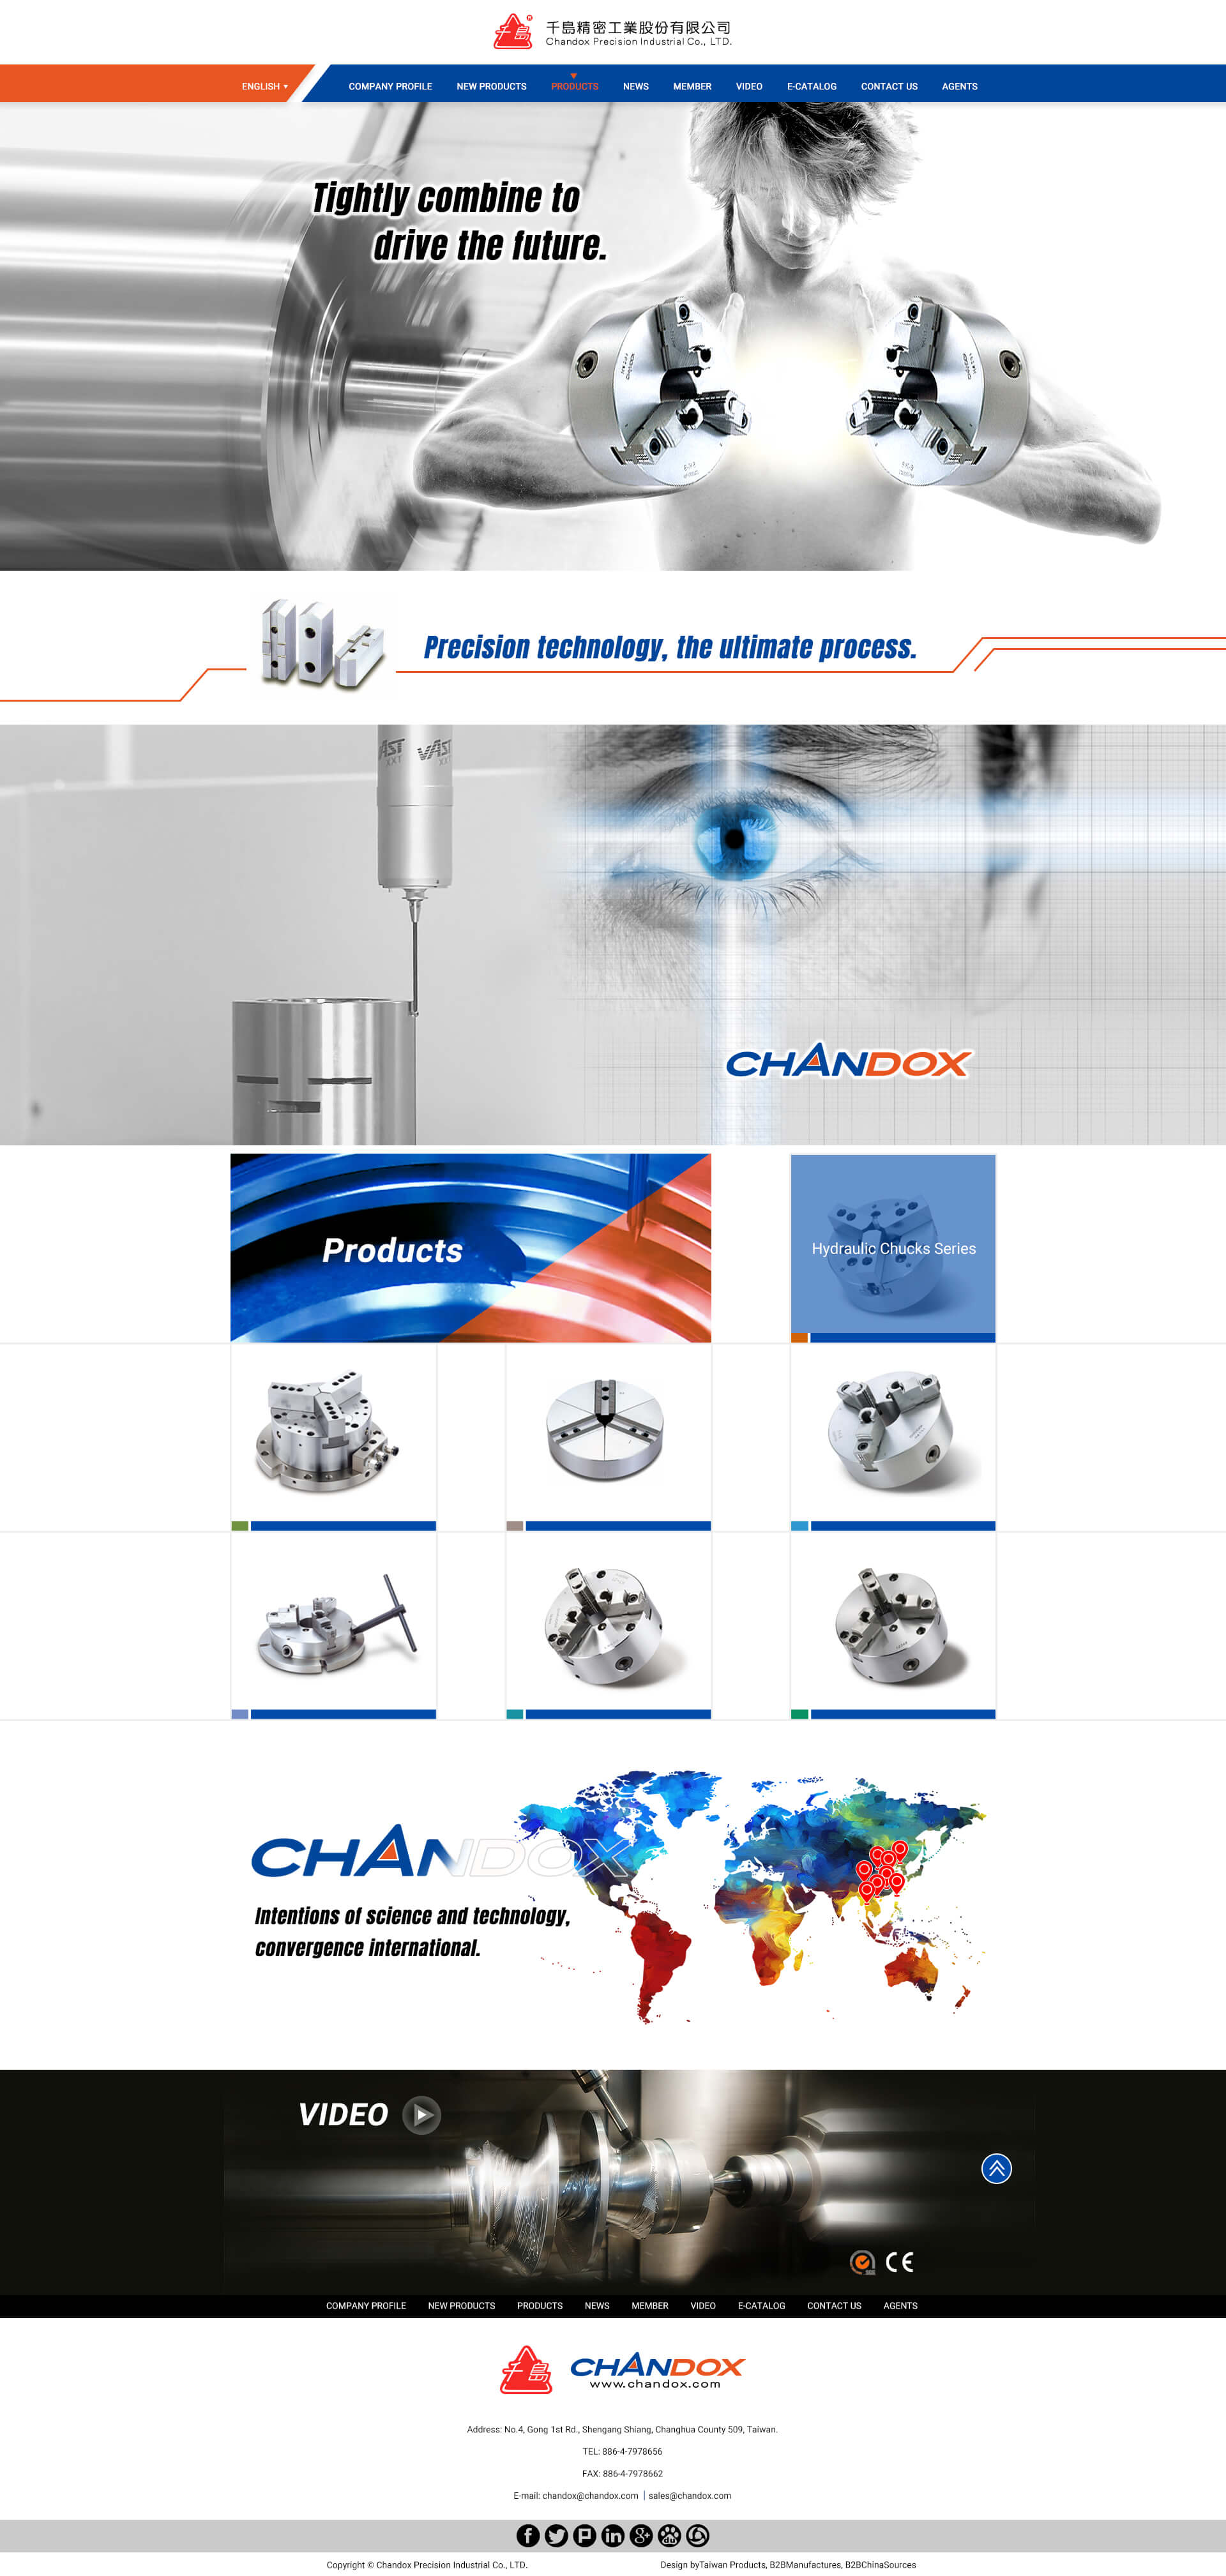 千島精密工業股份有限公司
Chandox Precision Industrial Co., LTD.
ENGLISH
COMPANY PROFILE NEW PRODUCTS PRODUCTS NEWS MEMBER VIDEO E-CATALOG CONTACT US AGENTS
Tightly combine to
drive the future.
Precision technology, the ultimate process.
VAST
XXT
CHANDOX
Products
Hydraulic Chucks Series
CHANDOX
Intentions of science and technology,
convergence international.
VIDEO
CE
COMPANY PROFILE NEW PRODUCTS PRODUCTS NEWS MEMBER VIDEO E-CATALOG CONTACT US AGENTS
千島
CHANDOX
www.chandox.com
Address: No.4, Gong 1st Rd., Shengang Shiang, Changhua County 509, Taiwan.
TEL: 886-4-7978656
FAX: 886-4-7978662
E-mail: chandox@chandox.com | sales@chandox.com
Copyright © Chandox Precision Industrial Co., LTD.
Design byTaiwan Products, B2BManufactures, B2BChinaSources